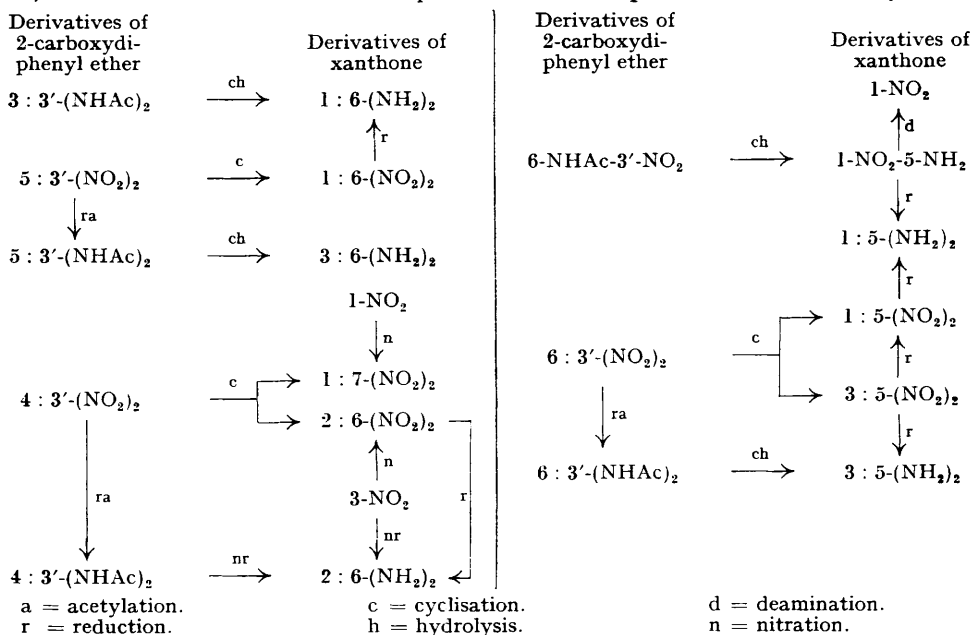 Derivatives of
2-carboxydi-
phenyl ether
Derivatives of
xanthone
3 : 3′-(NHAc)₂ ch 1 : 6-(NH₂)₂
r
5 : 3′-(NO₂)₂ c 1 : 6-(NO₂)₂
ra
5 : 3′-(NHAc)₂ ch 3 : 6-(NH₂)₂
1-NO₂
n
c 1 : 7-(NO₂)₂
4 : 3′-(NO₂)₂
2 : 6-(NO₂)₂
n
ra 3-NO₂ r
nr
4 : 3′-(NHAc)₂ nr 2 : 6-(NH₂)₂
Derivatives of
2-carboxydi-
phenyl ether
Derivatives of
xanthone
1-NO₂
d
6-NHAc-3′-NO₂ ch 1-NO₂-5-NH₂
r
1 : 5-(NH₂)₂
r
1 : 5-(NO₂)₂
6 : 3′-(NO₂)₂ c
r
3 : 5-(NO₂)₂
ra
r
6 : 3′-(NHAc)₂ ch 3 : 5-(NH₂)₂
a = acetylation. c = cyclisation. d = deamination.
r = reduction. h = hydrolysis. n = nitration.